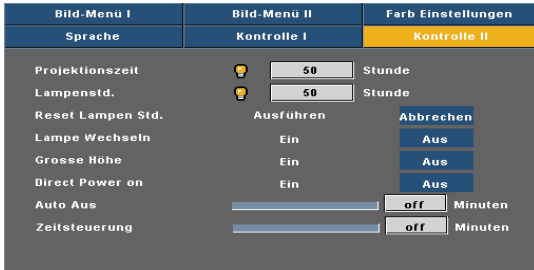 Bild-Menü I Bild-Menü II Farb Einstellungen
Sprache Kontrolle I Kontrolle II
Projektionszeit 50 Stunde
Lampenstd. 50 Stunde
Reset Lampen Std. Ausführen Abbrechen
Lampe Wechseln Ein Aus
Grosse Höhe Ein Aus
Direct Power on Ein Aus
Auto Aus off Minuten
Zeitsteuerung off Minuten